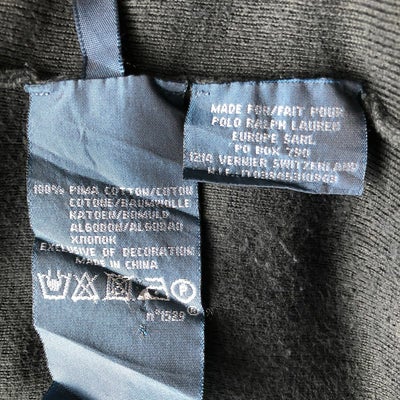 MADE FOR/FAIT POUR
POLO RALPH LAUREN
EUROPE SARL
PO BOX 790
1214 VERNIER SWITZERLAND
100% PIMA COTTON/COTON
COTONE/BAUMWOLLE
KATOEN/BOMULD
ALGODON/ALGODAO
ХЛОПОК
EXCLUSIVE OF DECORATION
MADE IN CHINA
P
n°1529